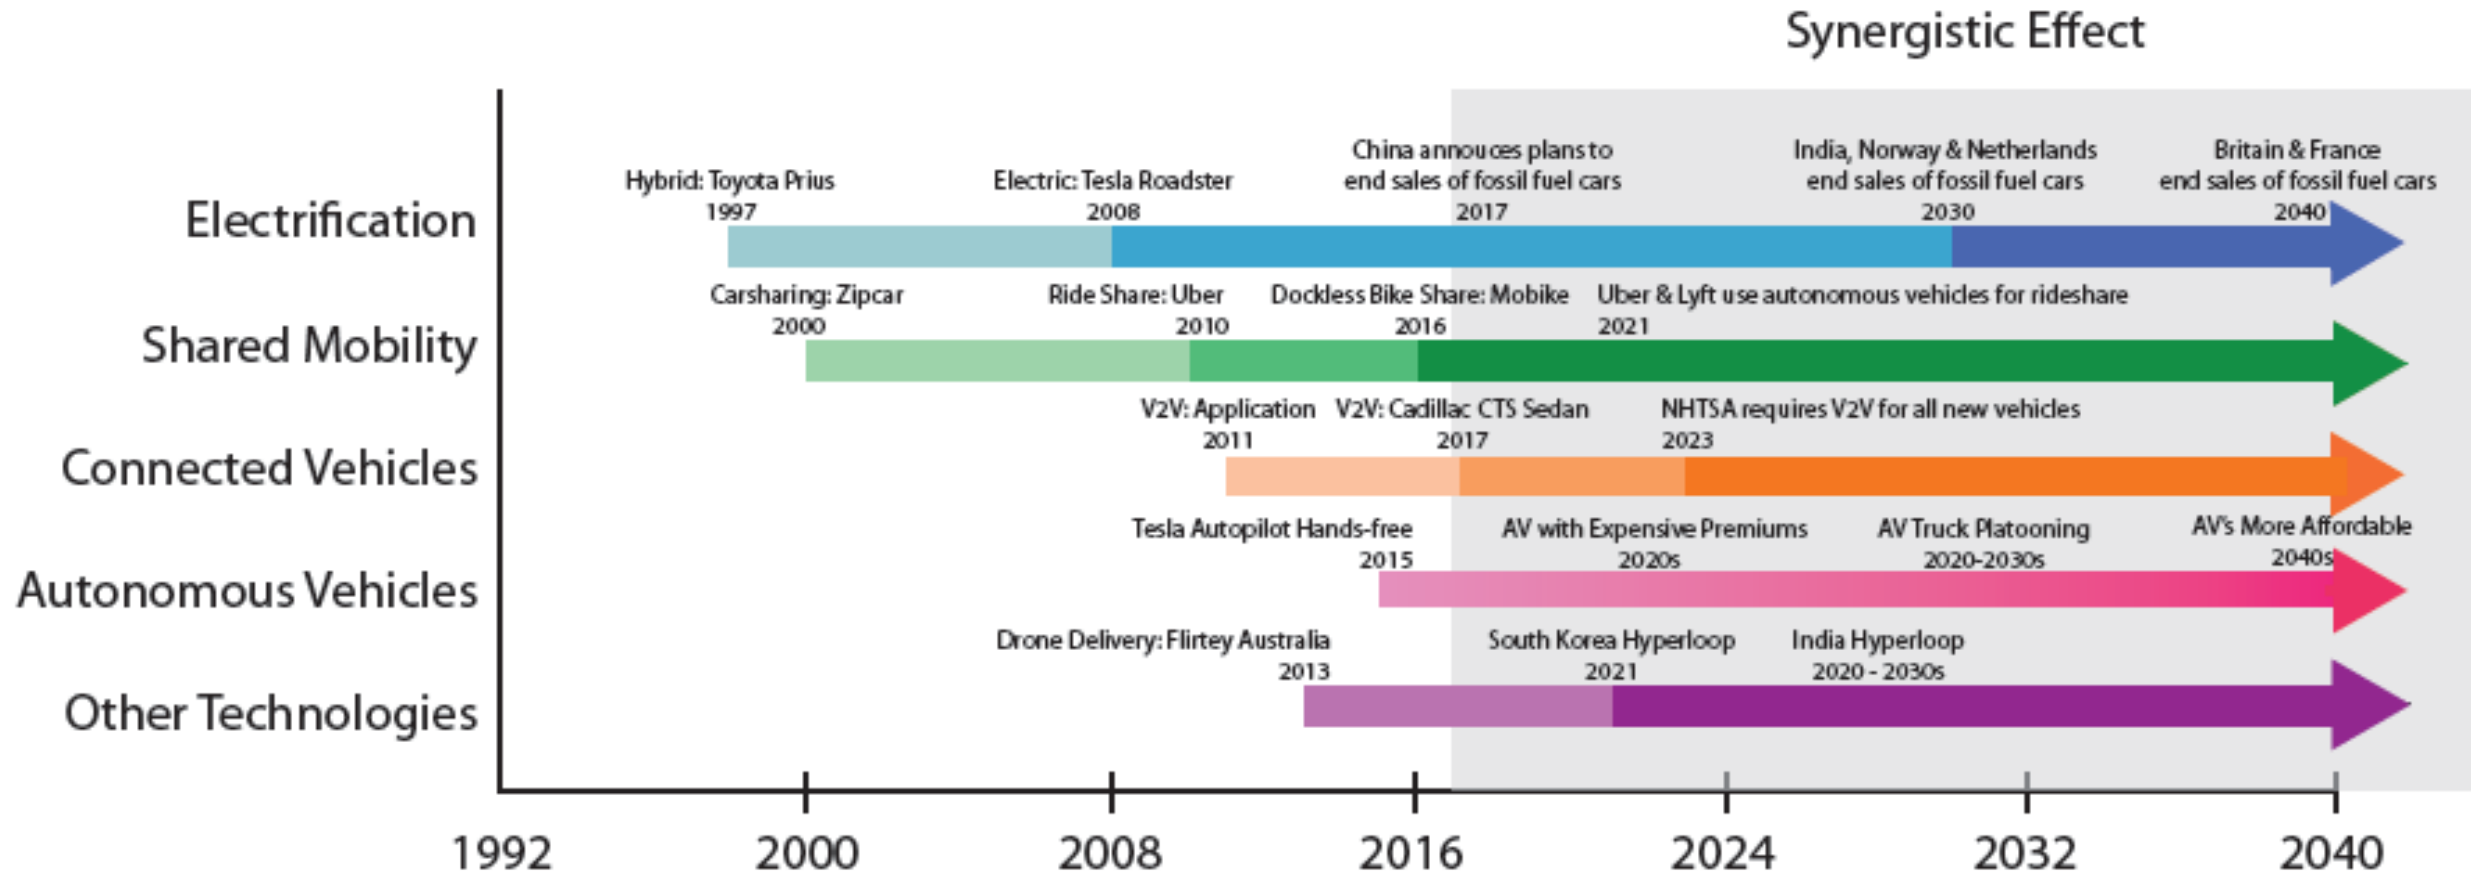 Synergistic Effect
Electrification
Hybrid: Toyota Prius
1997
Electric: Tesla Roadster
2008
China annouces plans to
end sales of fossil fuel cars
2017
India, Norway & Netherlands
end sales of fossil fuel cars
2030
Britain & France
end sales of fossil fuel cars
2040
Shared Mobility
Carsharing: Zipcar
2000
Ride Share: Uber
2010
Dockless Bike Share: Mobike
2016
Uber & Lyft use autonomous vehicles for rideshare
2021
Connected Vehicles
V2V: Application
2011
V2V: Cadillac CTS Sedan
2017
NHTSA requires V2V for all new vehicles
2023
Autonomous Vehicles
Tesla Autopilot Hands-free
2015
AV with Expensive Premiums
2020s
AV Truck Platooning
2020-2030s
AV's More Affordable
2040s
Other Technologies
Drone Delivery: Flirtey Australia
2013
South Korea Hyperloop
2021
India Hyperloop
2020 - 2030s
1992 2000 2008 2016 2024 2032 2040